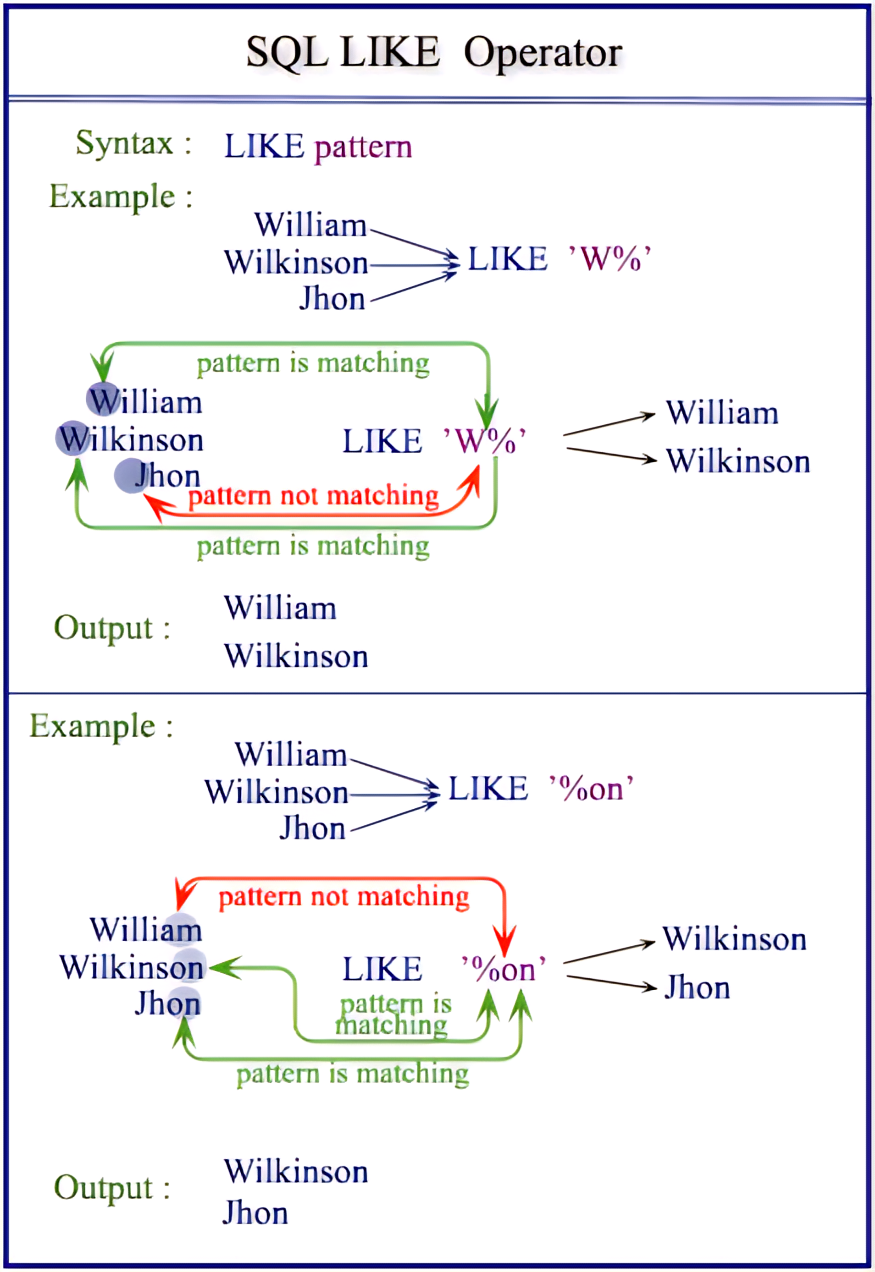 SQL LIKE Operator
Syntax : LIKE pattern
Example :
William
Wilkinson LIKE 'W%'
Jhon
pattern is matching
William
Wilkinson LIKE 'W%'
Jhon
William
Wilkinson
pattern not matching
pattern is matching
Output :
William
Wilkinson
Example :
William
Wilkinson LIKE '%on'
Jhon
pattern not matching
William
Wilkinson LIKE '%on'
Jhon
Wilkinson
Jhon
pattern is
matching
pattern is matching
Output :
Wilkinson
Jhon